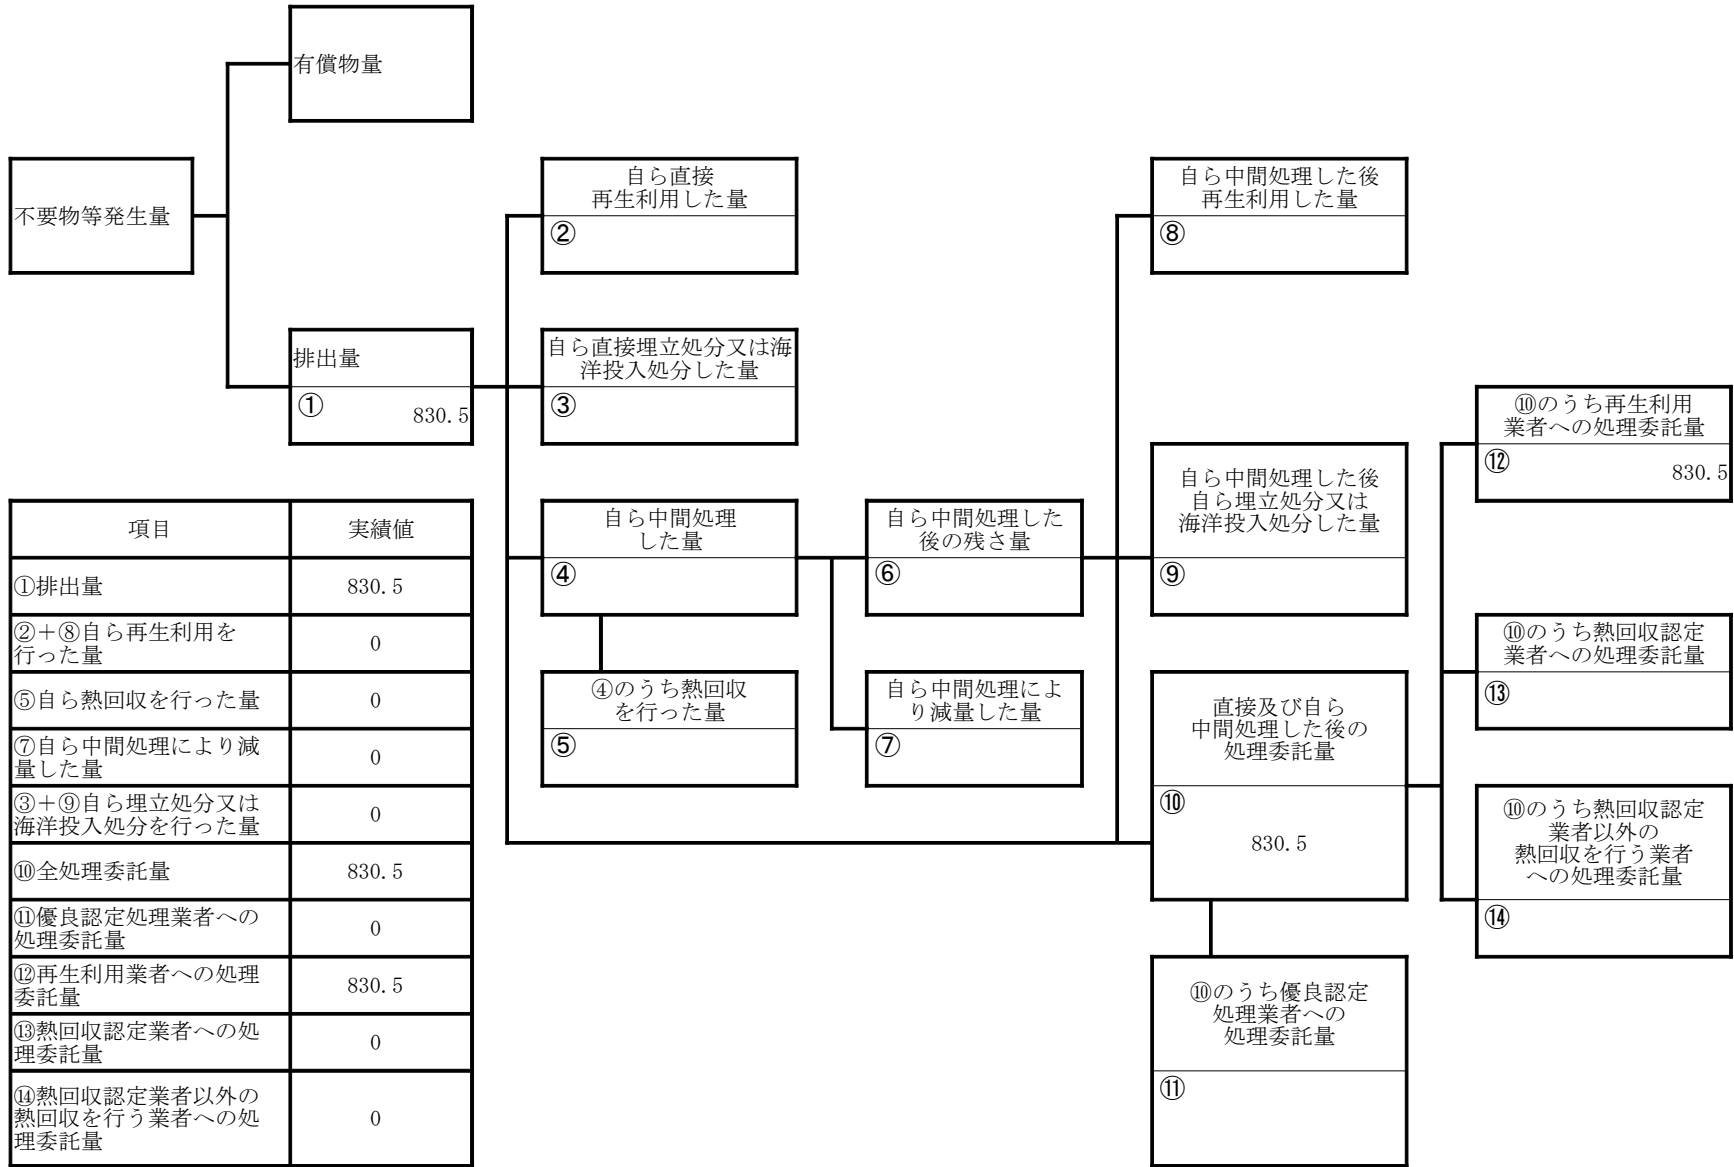 有償物量
不要物等発生量
自ら直接
再生利用した量
②
自ら中間処理した後
再生利用した量
⑧
排出量
①
830.5
自ら直接埋立処分又は海
洋投入処分した量
③
⑩のうち再生利用
業者への処理委託量
⑫
830.5
自ら中間処理
した量
④
自ら中間処理した
後の残さ量
⑥
自ら中間処理した後
自ら埋立処分又は
海洋投入処分した量
⑨
⑩のうち熱回収認定
業者への処理委託量
⑬
④のうち熱回収
を行った量
⑤
自ら中間処理によ
り減量した量
⑦
直接及び自ら
中間処理した後の
処理委託量
⑩
830.5
⑩のうち熱回収認定
業者以外の
熱回収を行う業者
への処理委託量
⑭
⑩のうち優良認定
処理業者への
処理委託量
⑪
項目 実績値
①排出量 830.5
②+⑧自ら再生利用を
行った量 0
⑤自ら熱回収を行った量 0
⑦自ら中間処理により減
量した量 0
③+⑨自ら埋立処分又は
海洋投入処分を行った量 0
⑩全処理委託量 830.5
⑪優良認定処理業者への
処理委託量 0
⑫再生利用業者への処理
委託量 830.5
⑬熱回収認定業者への処
理委託量 0
⑭熱回収認定業者以外の
熱回収を行う業者への処
理委託量 0